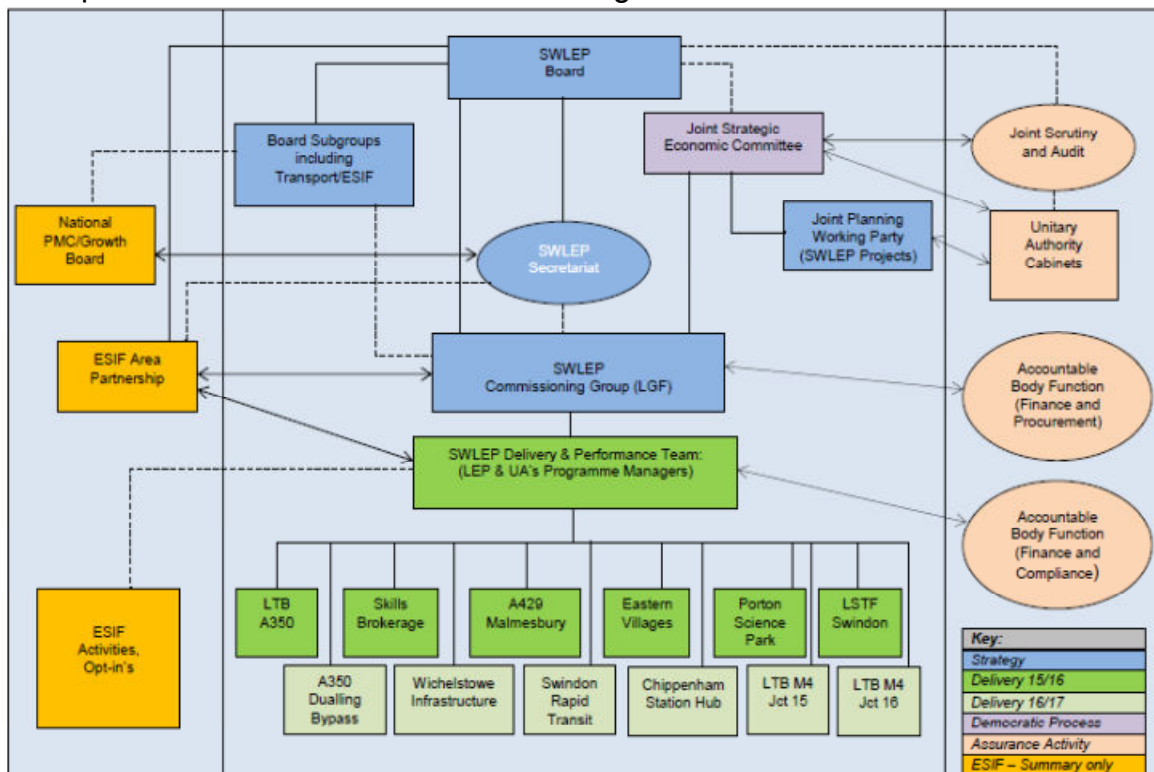 SWLEP
Board
Board Subgroups
including
Transport/ESIF
Joint Strategic
Economic Committee
Joint Scrutiny
and Audit
National
PMC/Growth
Board
SWLEP
Secretariat
Joint Planning
Working Party
(SWLEP Projects)
Unitary
Authority
Cabinets
ESIF Area
Partnership
SWLEP
Commissioning Group (LGF)
Accountable
Body Function
(Finance and
Procurement)
SWLEP Delivery & Performance Team:
(LEP & UA's Programme Managers)
Accountable
Body Function
(Finance and
Compliance)
ESIF
Activities,
Opt-in's
LTB
A350
Skills
Brokerage
A429
Malmesbury
Eastern
Villages
Porton
Science
Park
LSTF
Swindon
A350
Dualling
Bypass
Wichelstowe
Infrastructure
Swindon
Rapid
Transit
Chippenham
Station Hub
LTB M4
Jct 15
LTB M4
Jct 16
Key:
Strategy
Delivery 15/16
Delivery 16/17
Democratic Process
Assurance Activity
ESIF – Summary only